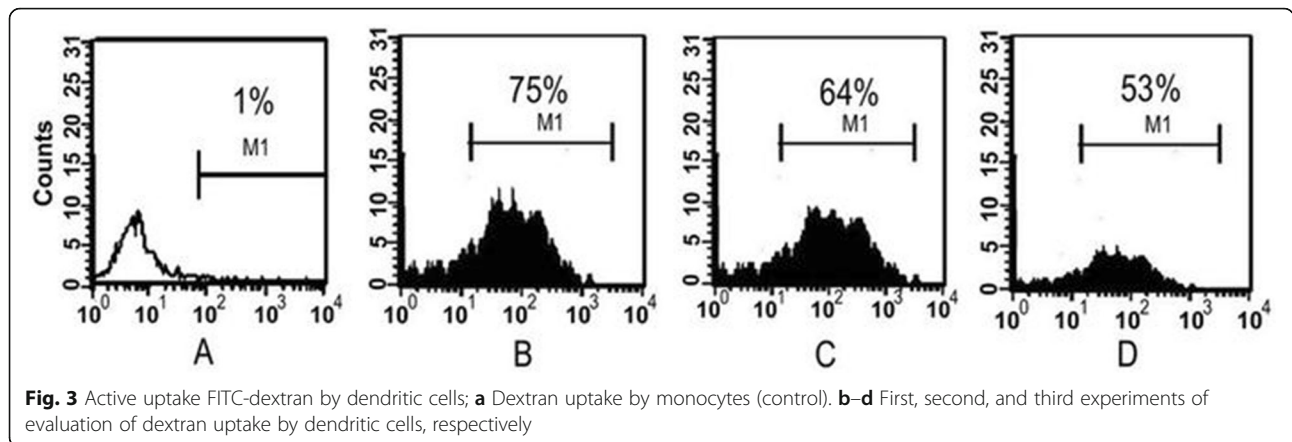 31
25
20
15
10
5
0
Counts
1%
M1
10^0 10^1 10^2 10^3 10^4
A
31
25
20
15
10
5
0
75%
M1
10^0 10^1 10^2 10^3 10^4
B
31
25
20
15
10
5
0
64%
M1
10^0 10^1 10^2 10^3 10^4
C
31
25
20
15
10
5
0
53%
M1
10^0 10^1 10^2 10^3 10^4
D
Fig. 3 Active uptake FITC-dextran by dendritic cells; a Dextran uptake by monocytes (control). b–d First, second, and third experiments of
evaluation of dextran uptake by dendritic cells, respectively